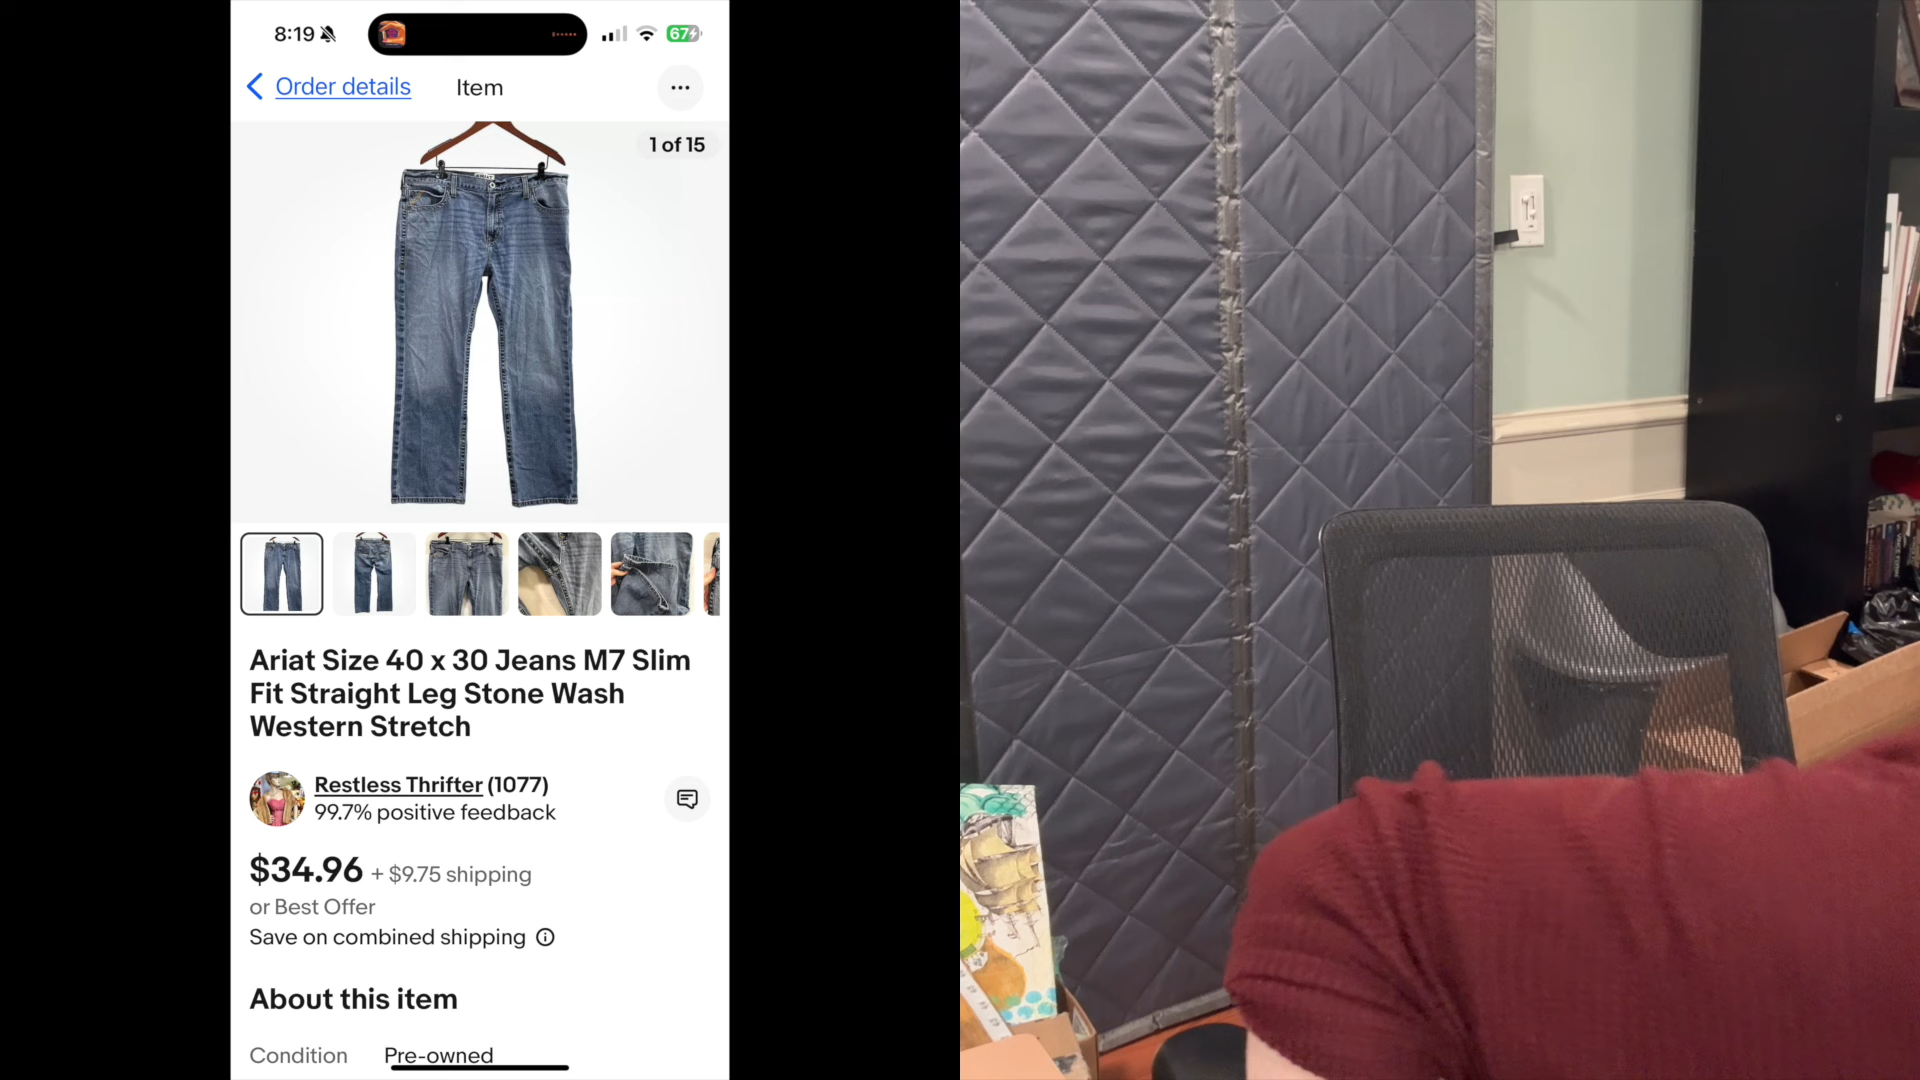 8:19
67
Order details
Item
1 of 15
Ariat Size 40 x 30 Jeans M7 Slim
Fit Straight Leg Stone Wash
Western Stretch
Restless Thrifter (1077)
99.7% positive feedback
$34.96 + $9.75 shipping
or Best Offer
Save on combined shipping
About this item
Condition Pre-owned